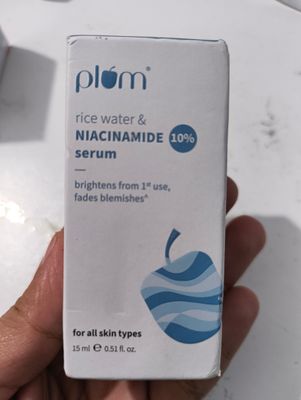 plum®
rice water &
NIACINAMIDE 10%
serum
brightens from 1st use,
fades blemishes^
for all skin types
15 ml ℮ 0.51 fl. oz.